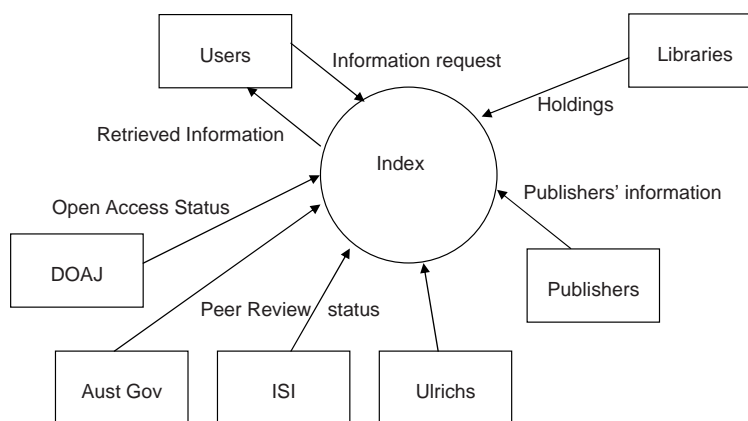 Users
Information request
Libraries
Holdings
Retrieved Information
Index
Publishers’ information
Open Access Status
DOAJ
Publishers
Peer Review status
Aust Gov
ISI
Ulrichs